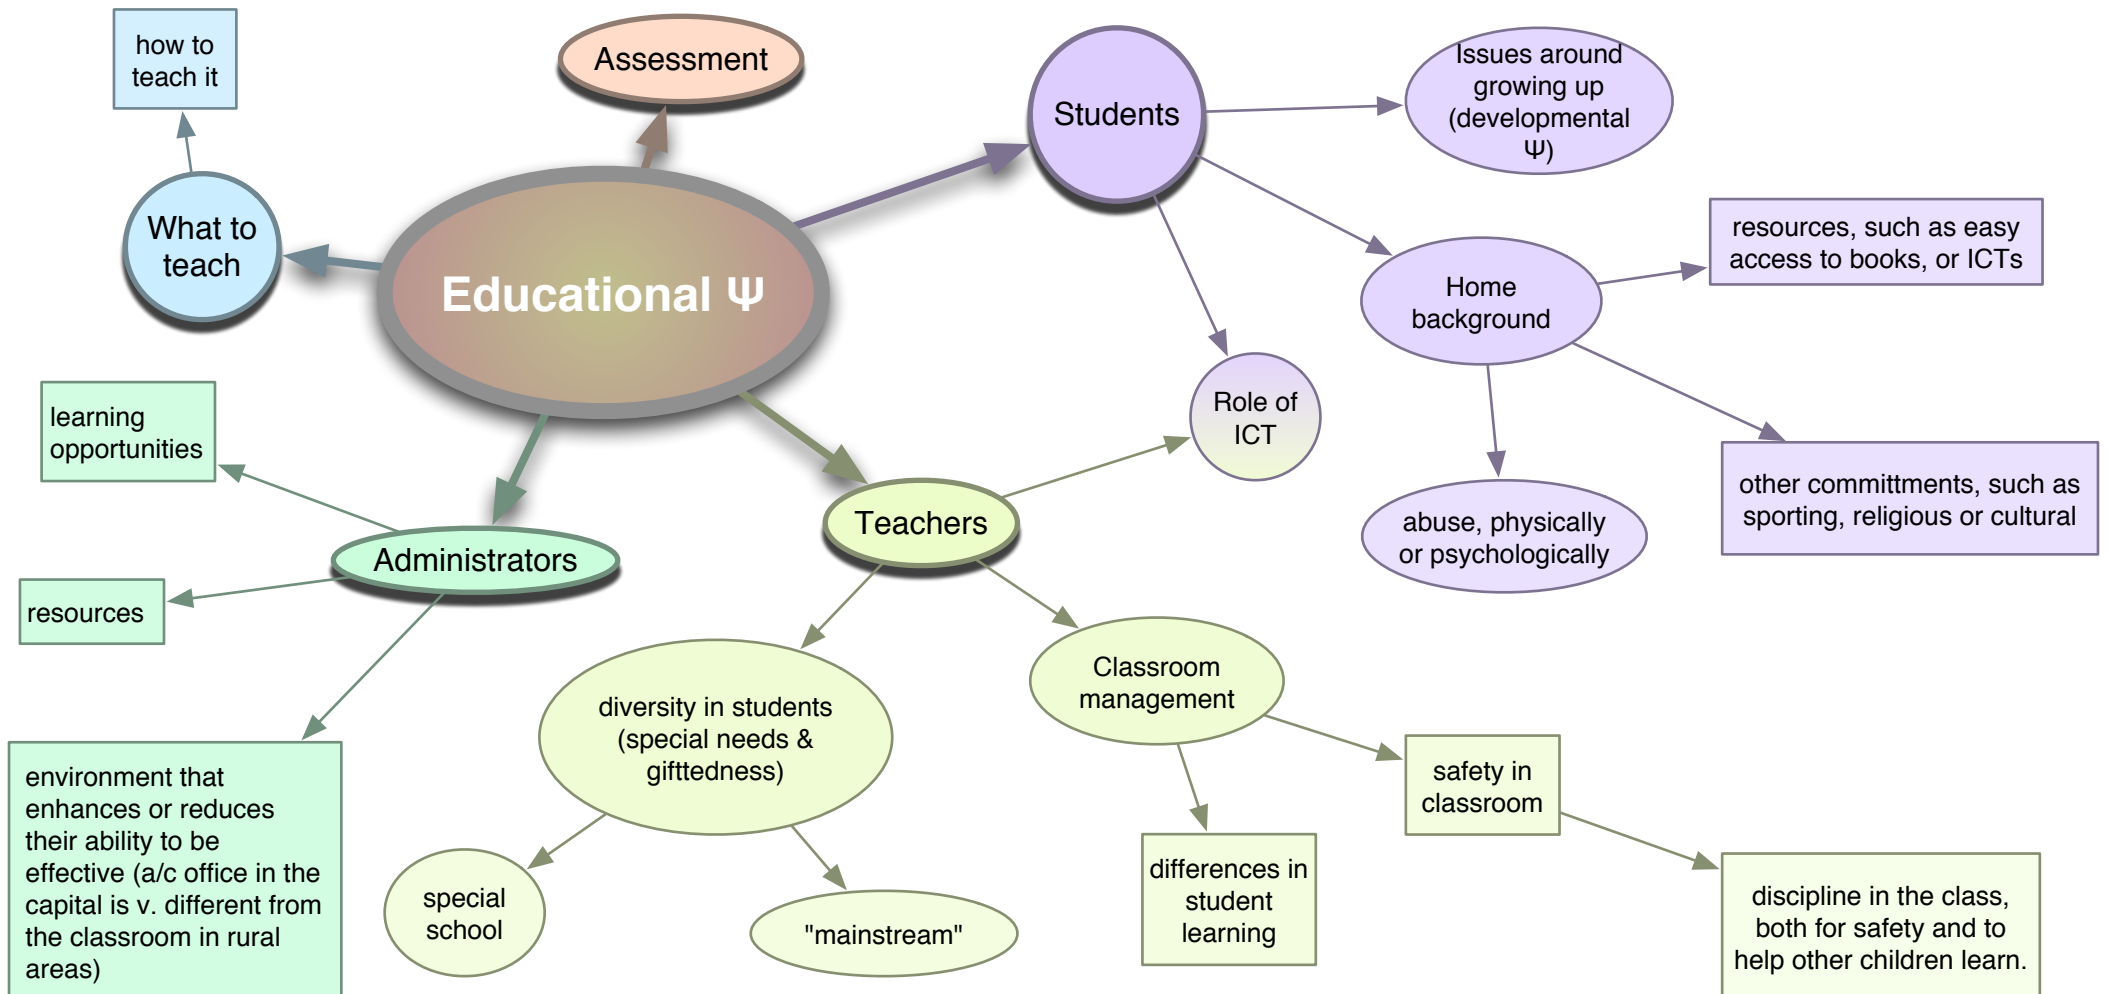 how to
teach it
Assessment
Students
Issues around
growing up
(developmental
Ψ)
What to
teach
Educational Ψ
resources, such as easy
access to books, or ICTs
Home
background
learning
opportunities
Role of
ICT
Teachers
other committments, such as
sporting, religious or cultural
abuse, physically
or psychologically
Administrators
resources
Classroom
management
diversity in students
(special needs &
gifttedness)
environment that
enhances or reduces
their ability to be
effective (a/c office in the
capital is v. different from
the classroom in rural
areas)
safety in
classroom
special
school
"mainstream"
differences in
student
learning
discipline in the class,
both for safety and to
help other children learn.